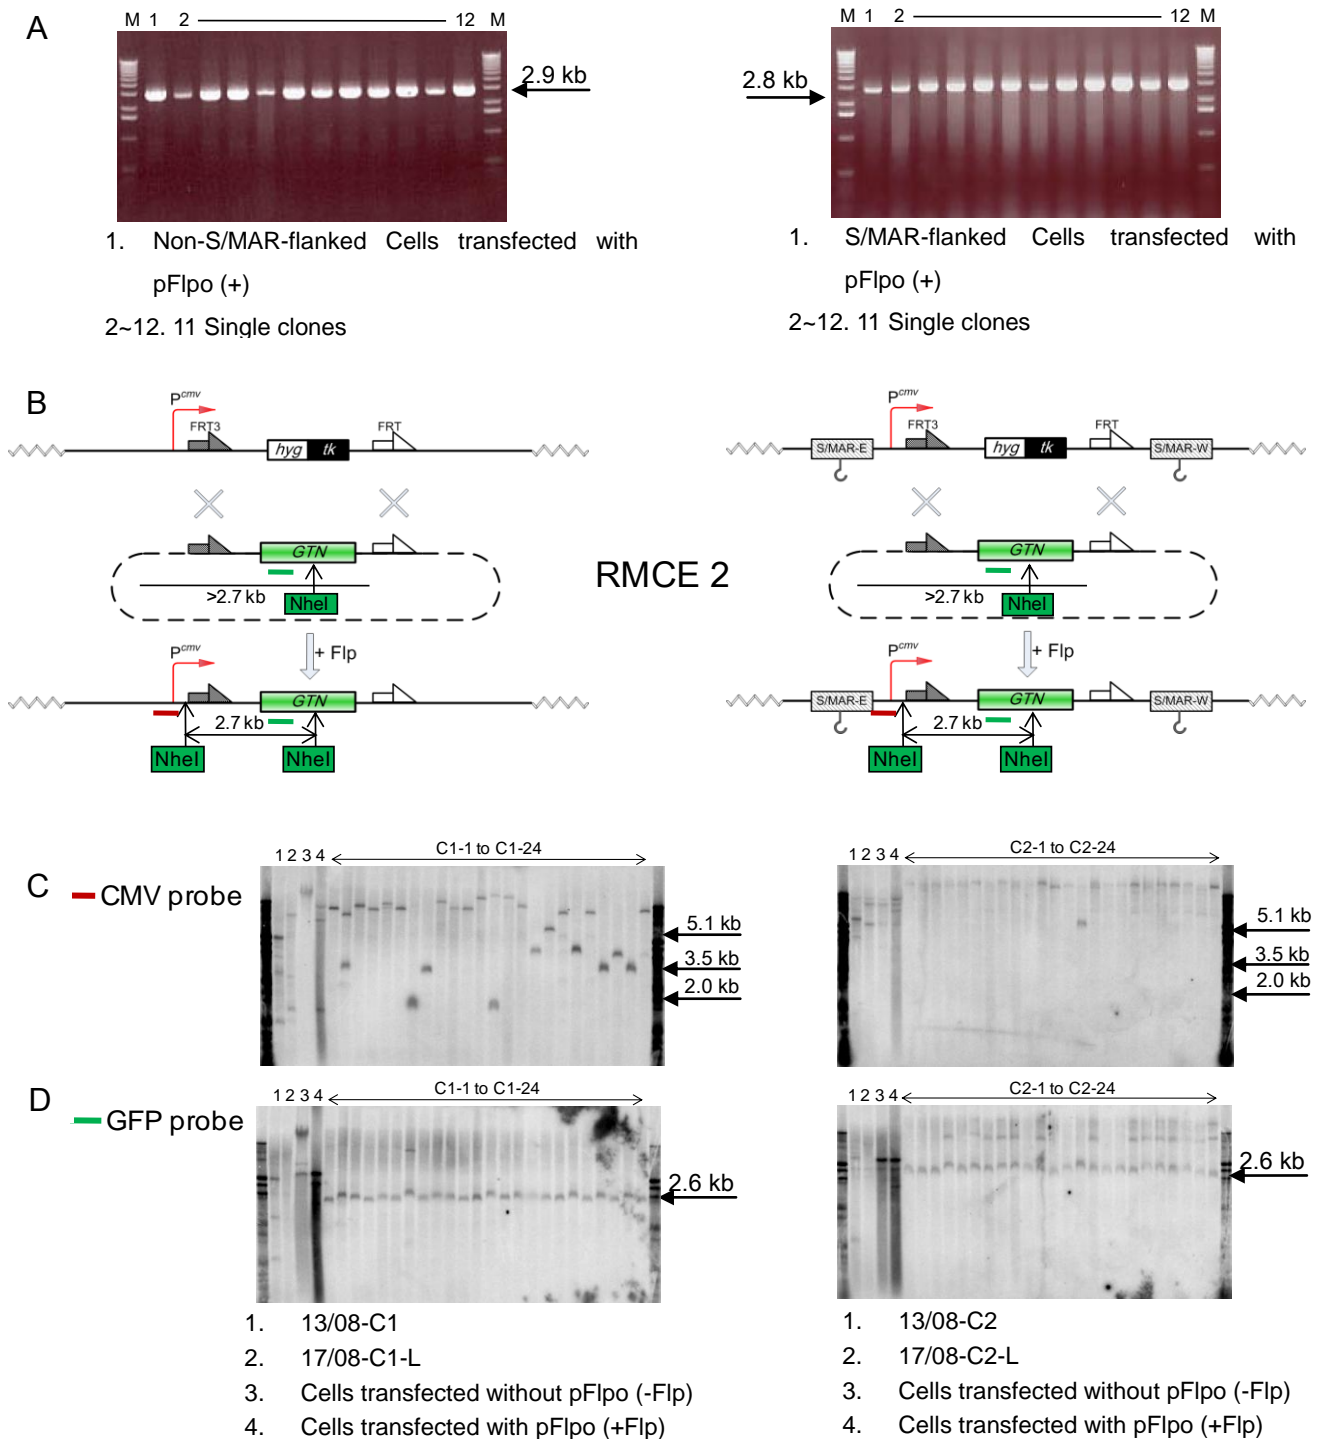 A
M 1 2 12 M
2.9 kb
M 1 2 12 M
2.8 kb
1. Non-S/MAR-flanked Cells transfected with
pFlpo (+)
2~12. 11 Single clones
1. S/MAR-flanked Cells transfected with
pFlpo (+)
2~12. 11 Single clones
B
Pcmv
FRT3
hyg tk
FRT
GTN
>2.7 kb
NheI
+ Flp
Pcmv
GTN
2.7 kb
NheI
NheI
RMCE 2
Pcmv
S/MAR-E
FRT3
hyg tk
FRT
S/MAR-W
GTN
>2.7 kb
NheI
+ Flp
Pcmv
S/MAR-E
GTN
S/MAR-W
2.7 kb
NheI
NheI
C
CMV probe
1 2 3 4
C1-1 to C1-24
5.1 kb
3.5 kb
2.0 kb
1 2 3 4
C2-1 to C2-24
5.1 kb
3.5 kb
2.0 kb
D
GFP probe
1 2 3 4
C1-1 to C1-24
2.6 kb
1 2 3 4
C2-1 to C2-24
2.6 kb
1. 13/08-C1
2. 17/08-C1-L
3. Cells transfected without pFlpo (-Flp)
4. Cells transfected with pFlpo (+Flp)
1. 13/08-C2
2. 17/08-C2-L
3. Cells transfected without pFlpo (-Flp)
4. Cells transfected with pFlpo (+Flp)